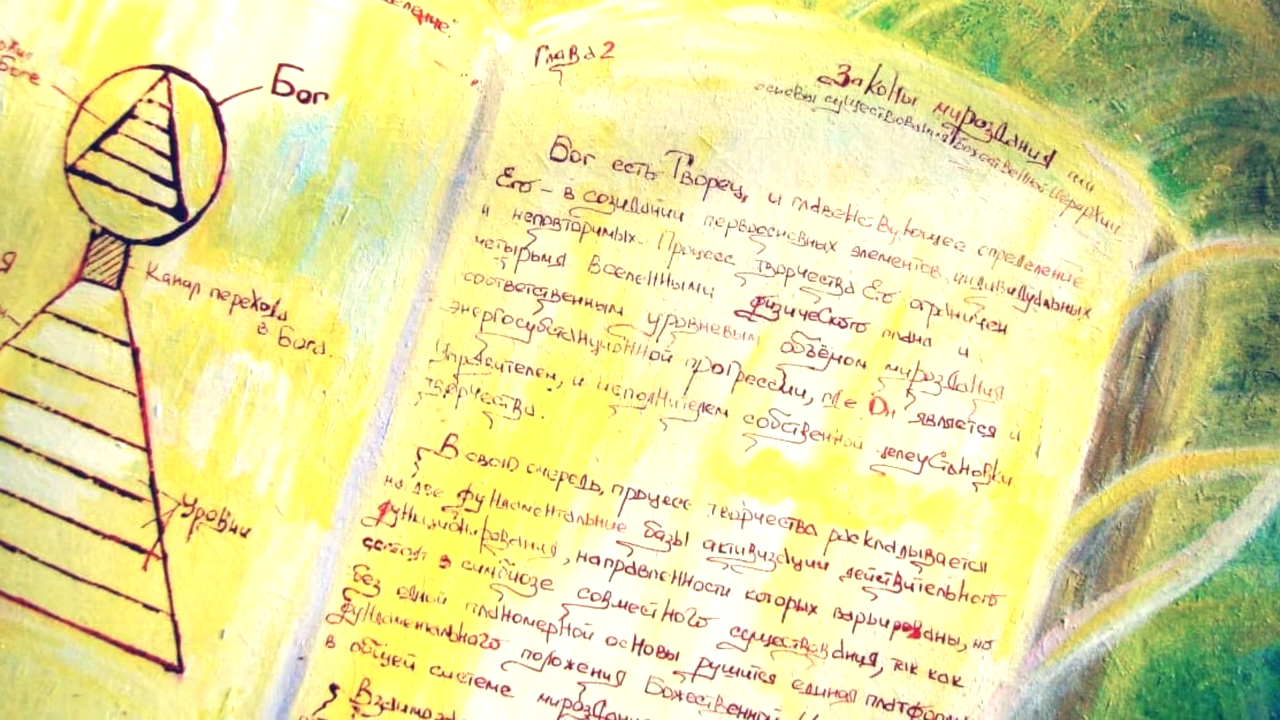 Бог
Канал перехода
в Бога.
Уровни
Глава 2
Законы мироздания или
основы существования Божественной Иерархии
Бог есть Творец, и главенствующее определение
Его – в созидании первоосновных элементов, индивидуальных
и неповторимых. Процесс творчества Его ограничен
четырьмя Вселенными физического плана и
соответственным уровневым объёмом мироздания
энергосубстанционной прогрессии, где Он является и
Управителем, и исполнителем собственной целеустановки
творчества.
В свою очередь, процесс творчества раскладывается
на две фундаментальные базы активизации действительного
функционирования, направленности которых варьированы, но
состоят в симбиозе совместного существования, так как
без одной планомерной основы рушится единая платформа
фундаментального положения Божественной
в общей системе мироздания